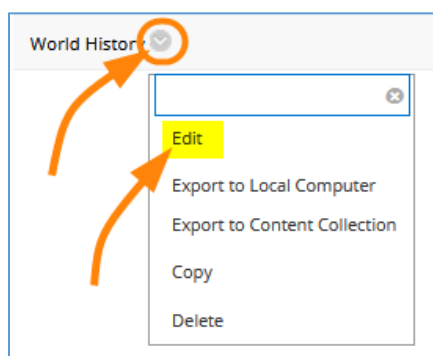 World History
Edit
Export to Local Computer
Export to Content Collection
Copy
Delete